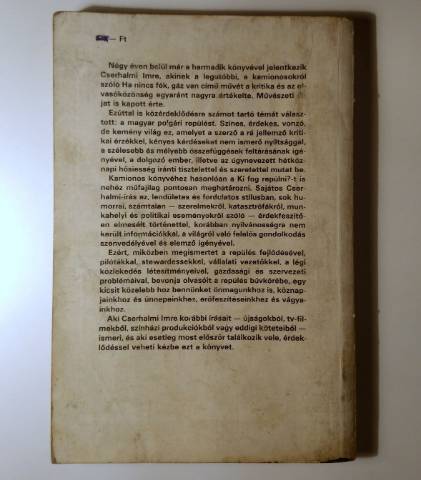 — Ft
Négy éven belül már a harmadik könyvével jelentkezik
Cserhalmi Imre, akinek a legutóbbi, a kamionosokról
szóló Ha nincs fék, gáz van című művét a kritika és az ol-
vasóközönség egyaránt nagyra értékelte. Művészeti
jat is kapott érte.
Ezúttal is közérdeklődésre számot tartó témát válasz-
tott: a magyar polgári repülést. Színes, érdekes, vonzó,
de kemény világ ez, amelyet a szerző a rá jellemző kriti-
kai érzékkel, kényes kérdéseket nem ismerő nyíltsággal,
a szélesebb és mélyebb összefüggések feltárásának igé-
nyével, a dolgozó ember, illetve az úgynevezett hétköz-
napi hősiesség iránti tisztelettel és szeretettel mutat be.
Kamionos könyvéhez hasonlóan a Ki fog repülni?-t is
nehéz műfajilag pontosan meghatározni. Sajátos Cser-
halmi-írás ez, lendületes és fordulatos stílusban, sok hu-
morral, számtalan — szerelmekről, katasztrófákról, mun-
kahelyi és politikai eseményekről szóló — érdekfeszítő-
en elmesélt történettel, korábban nyilvánosságra nem
került információkkal, a világról való felelős gondolkodás
szenvedélyével és elemző igényével.
Ezért, miközben megismertet a repülés fejlődésével,
pilótákkal, stewardessekkel, vállalati vezetőkkel, a légi
közlekedés létesítményeivel, gazdasági és szervezeti
problémáival, bevonja olvasóit a repülés bűvkörébe, egy
kicsit közelebb hoz bennünket önmagunkhoz is, köznap-
jainkhoz és ünnepeinkhez, erőfeszítéseinkhez és vágya-
inkhoz.
Aki Cserhalmi Imre korábbi írásait — újságokból, tv-fil-
mekből, színházi produkciókból vagy eddigi köteteiből —
ismeri, és aki esetleg most először találkozik vele, érdek-
lődéssel veheti kézbe ezt a könyvet.